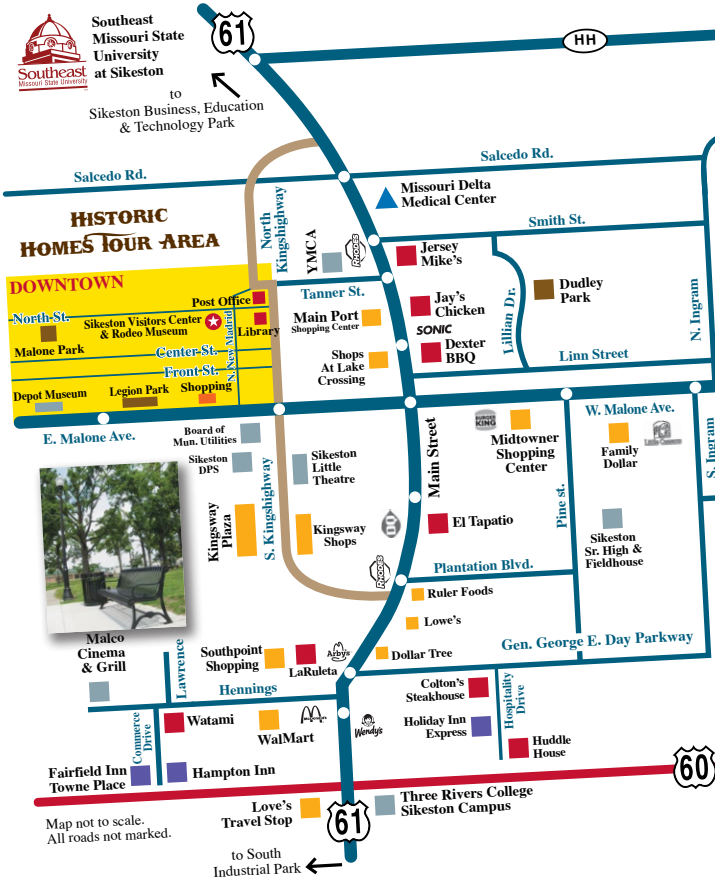 Southeast
Missouri State
University
at Sikeston
Southeast
Missouri State University
61
HH
to
Sikeston Business, Education
& Technology Park
Salcedo Rd.
Salcedo Rd.
Missouri Delta
Medical Center
HISTORIC
HOMES TOUR AREA
North
Kingshighway
YMCA
RHODES
Smith St.
Jersey
Mike's
DOWNTOWN
Post Office
Tanner St.
Lillian Dr.
Dudley
Park
N. Ingram
North St.
Sikeston Visitors Center
& Rodeo Museum
N. New Madrid
Library
Main Port
Shopping Center
Jay's
Chicken
SONIC
Dexter
BBQ
Malone Park
Center St.
Front St.
Shops
At Lake
Crossing
Linn Street
Depot Museum
Legion Park
Shopping
E. Malone Ave.
Board of
Mun. Utilities
Sikeston
DPS
S. Kingshighway
Sikeston
Little
Theatre
Main Street
BURGER
KING
Midtowner
Shopping
Center
W. Malone Ave.
Family
Dollar
Little Caesars
S. Ingram
Kingsway
Plaza
Kingsway
Shops
El Tapatio
Pine st.
Sikeston
Sr. High &
Fieldhouse
RHODES
Plantation Blvd.
Ruler Foods
Lowe's
Dollar Tree
Gen. George E. Day Parkway
Malco
Cinema
& Grill
Lawrence
Southpoint
Shopping
LaRuleta
Arby's
Hennings
Colton's
Steakhouse
Hospitality
Drive
Commerce
Drive
Watami
WalMart
McDonald's
Wendy's
Holiday Inn
Express
Huddle
House
Fairfield Inn
Towne Place
Hampton Inn
60
Map not to scale.
All roads not marked.
Love's
Travel Stop
61
Three Rivers College
Sikeston Campus
to South
Industrial Park